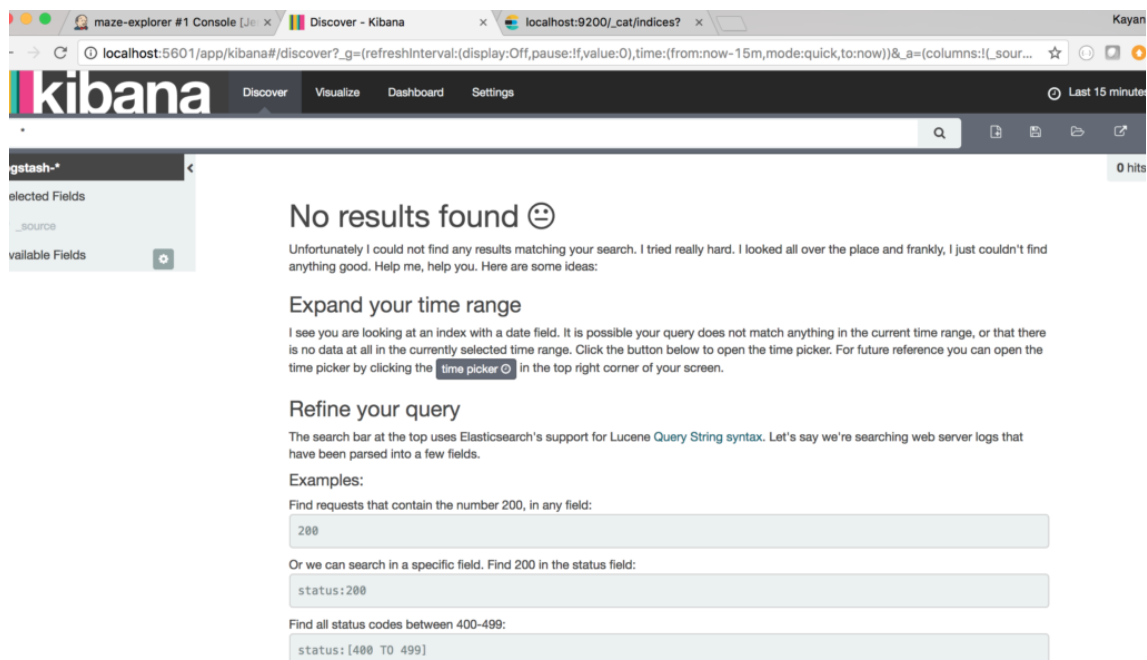 maze-explorer #1 Console [Je
Discover - Kibana
localhost:9200/_cat/indices?
Kayan
localhost:5601/app/kibana#/discover?_g=(refreshInterval:(display:Off,pause:!f,value:0),time:(from:now-15m,mode:quick,to:now))&_a=(columns:!(_sour...
kibana
Discover
Visualize
Dashboard
Settings
Last 15 minutes
*
gstash-*
0 hits
elected Fields
_source
vailable Fields
No results found
Unfortunately I could not find any results matching your search. I tried really hard. I looked all over the place and frankly, I just couldn't find
anything good. Help me, help you. Here are some ideas:
Expand your time range
I see you are looking at an index with a date field. It is possible your query does not match anything in the current time range, or that there
is no data at all in the currently selected time range. Click the button below to open the time picker. For future reference you can open the
time picker by clicking the time picker in the top right corner of your screen.
Refine your query
The search bar at the top uses Elasticsearch's support for Lucene Query String syntax. Let's say we're searching web server logs that
have been parsed into a few fields.
Examples:
Find requests that contain the number 200, in any field:
200
Or we can search in a specific field. Find 200 in the status field:
status:200
Find all status codes between 400-499:
status:[400 TO 499]